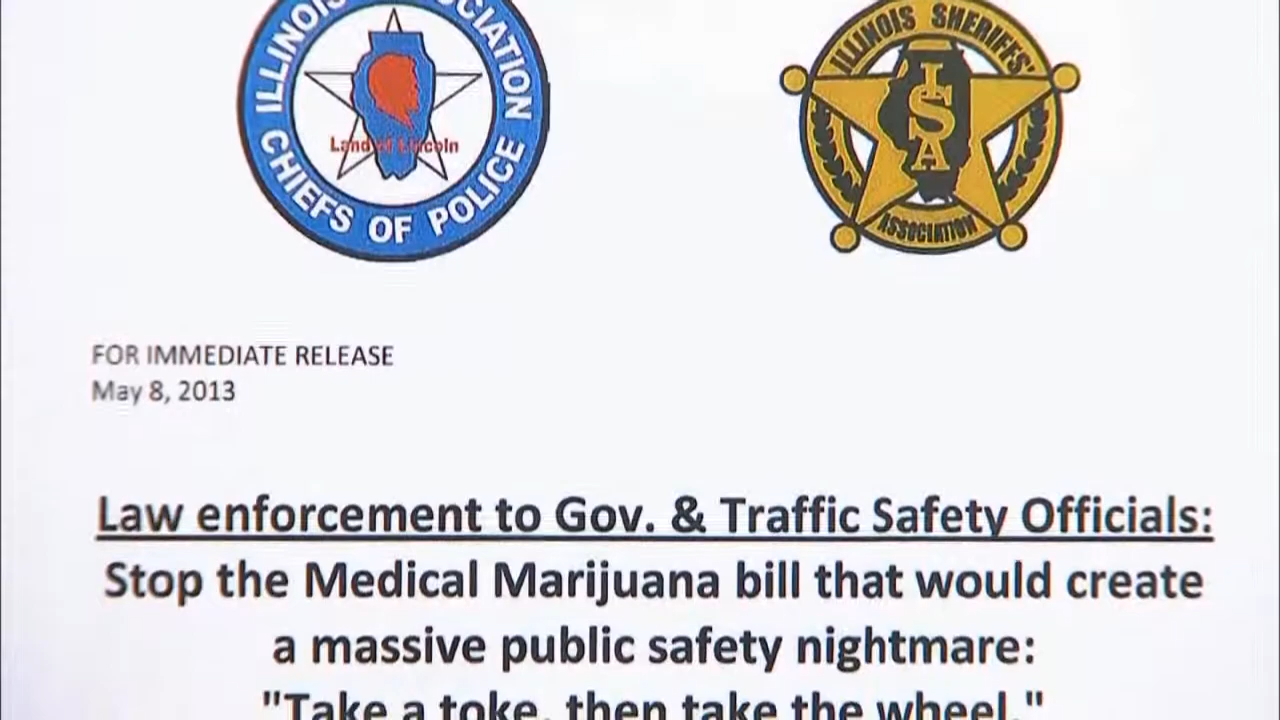 ILLINOIS ASSOCIATION
CHIEFS OF POLICE
Land of Lincoln
ILLINOIS SHERIFFS'
ISA
ASSOCIATION
FOR IMMEDIATE RELEASE
May 8, 2013
Law enforcement to Gov. & Traffic Safety Officials:
Stop the Medical Marijuana bill that would create
a massive public safety nightmare:
"Take a toke, then take the wheel."